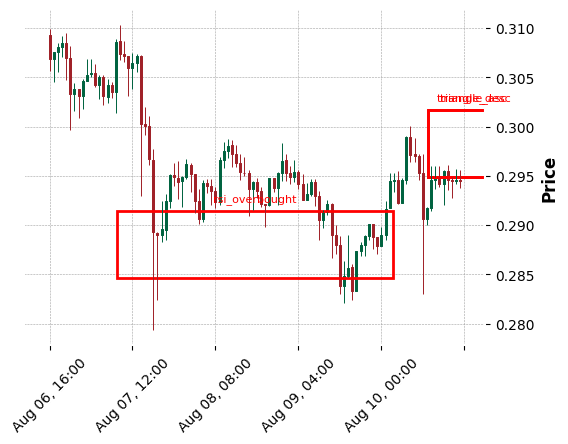 0.310
0.305
0.300
0.295
0.290
0.285
0.280
Price
rsi_overbought
Aug 06, 16:00
Aug 07, 12:00
Aug 08, 08:00
Aug 09, 04:00
Aug 10, 00:00